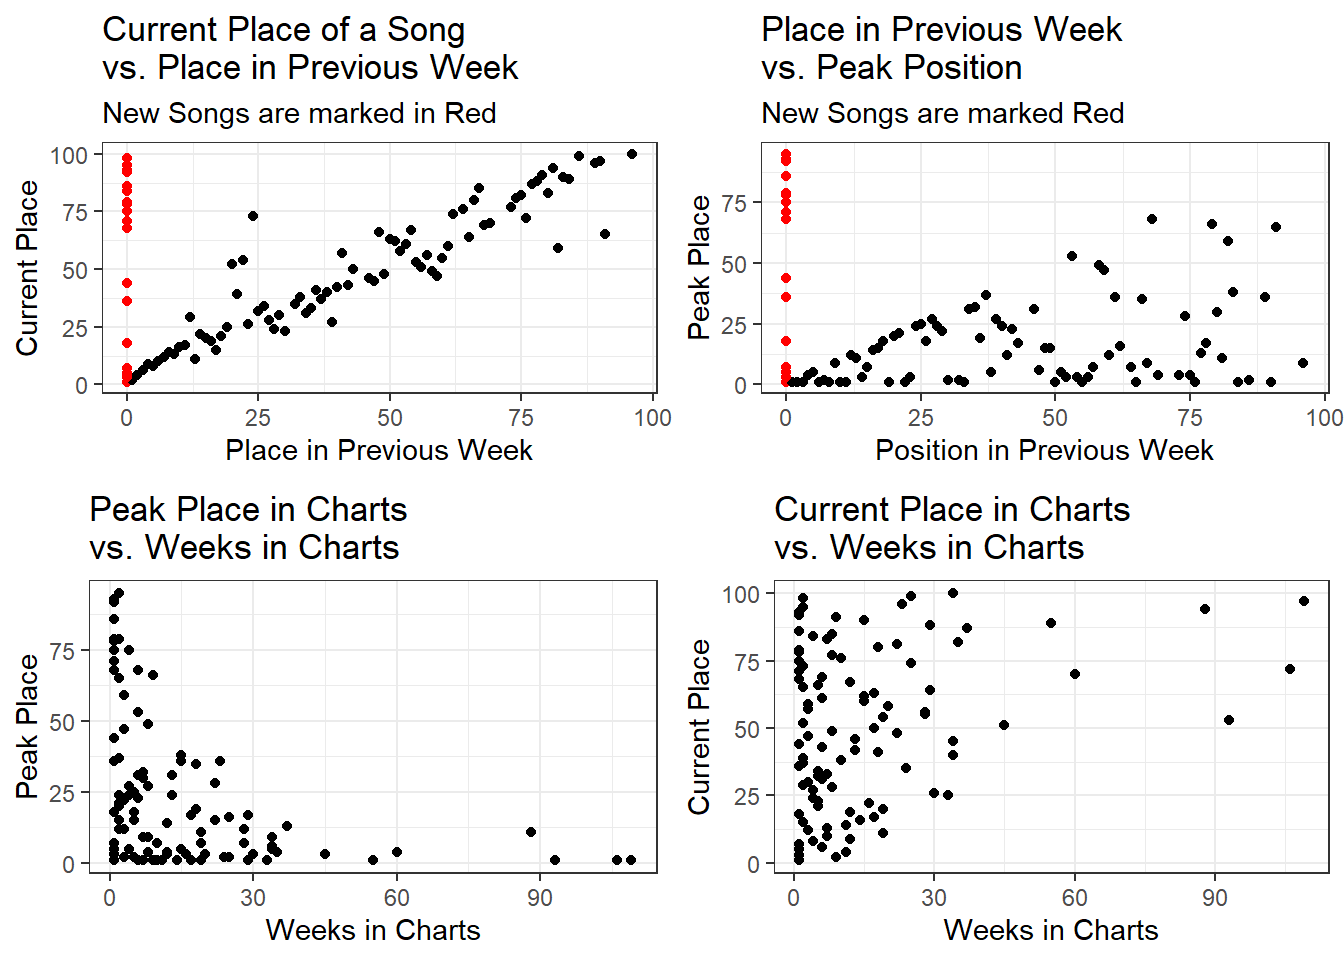 Current Place of a Song
vs. Place in Previous Week
New Songs are marked in Red
Current Place
100
75
50
25
0
0 25 50 75 100
Place in Previous Week
Place in Previous Week
vs. Peak Position
New Songs are marked Red
Peak Place
75
50
25
0
0 25 50 75 100
Position in Previous Week
Peak Place in Charts
vs. Weeks in Charts
Peak Place
75
50
25
0
0 30 60 90
Weeks in Charts
Current Place in Charts
vs. Weeks in Charts
Current Place
100
75
50
25
0
0 30 60 90
Weeks in Charts